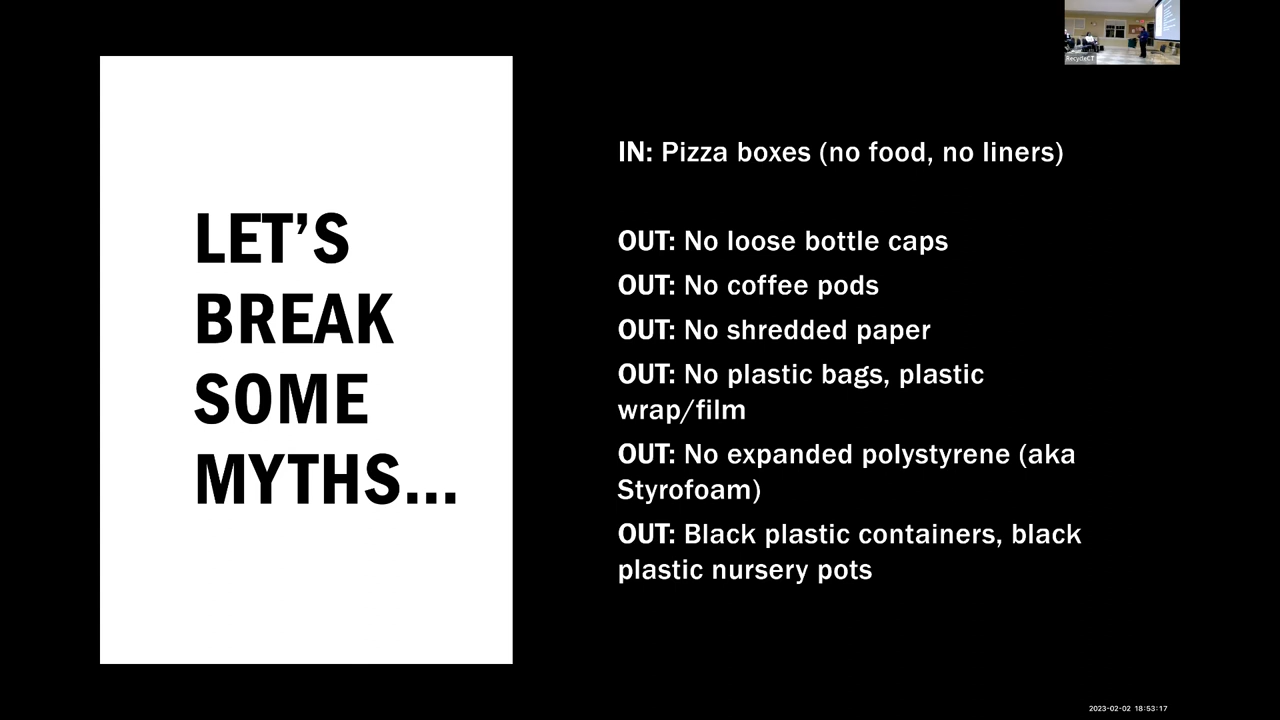 RecycleCT
LET’S
BREAK
SOME
MYTHS...
IN: Pizza boxes (no food, no liners)
OUT: No loose bottle caps
OUT: No coffee pods
OUT: No shredded paper
OUT: No plastic bags, plastic
wrap/film
OUT: No expanded polystyrene (aka
Styrofoam)
OUT: Black plastic containers, black
plastic nursery pots
2023-02-02 18:53:17